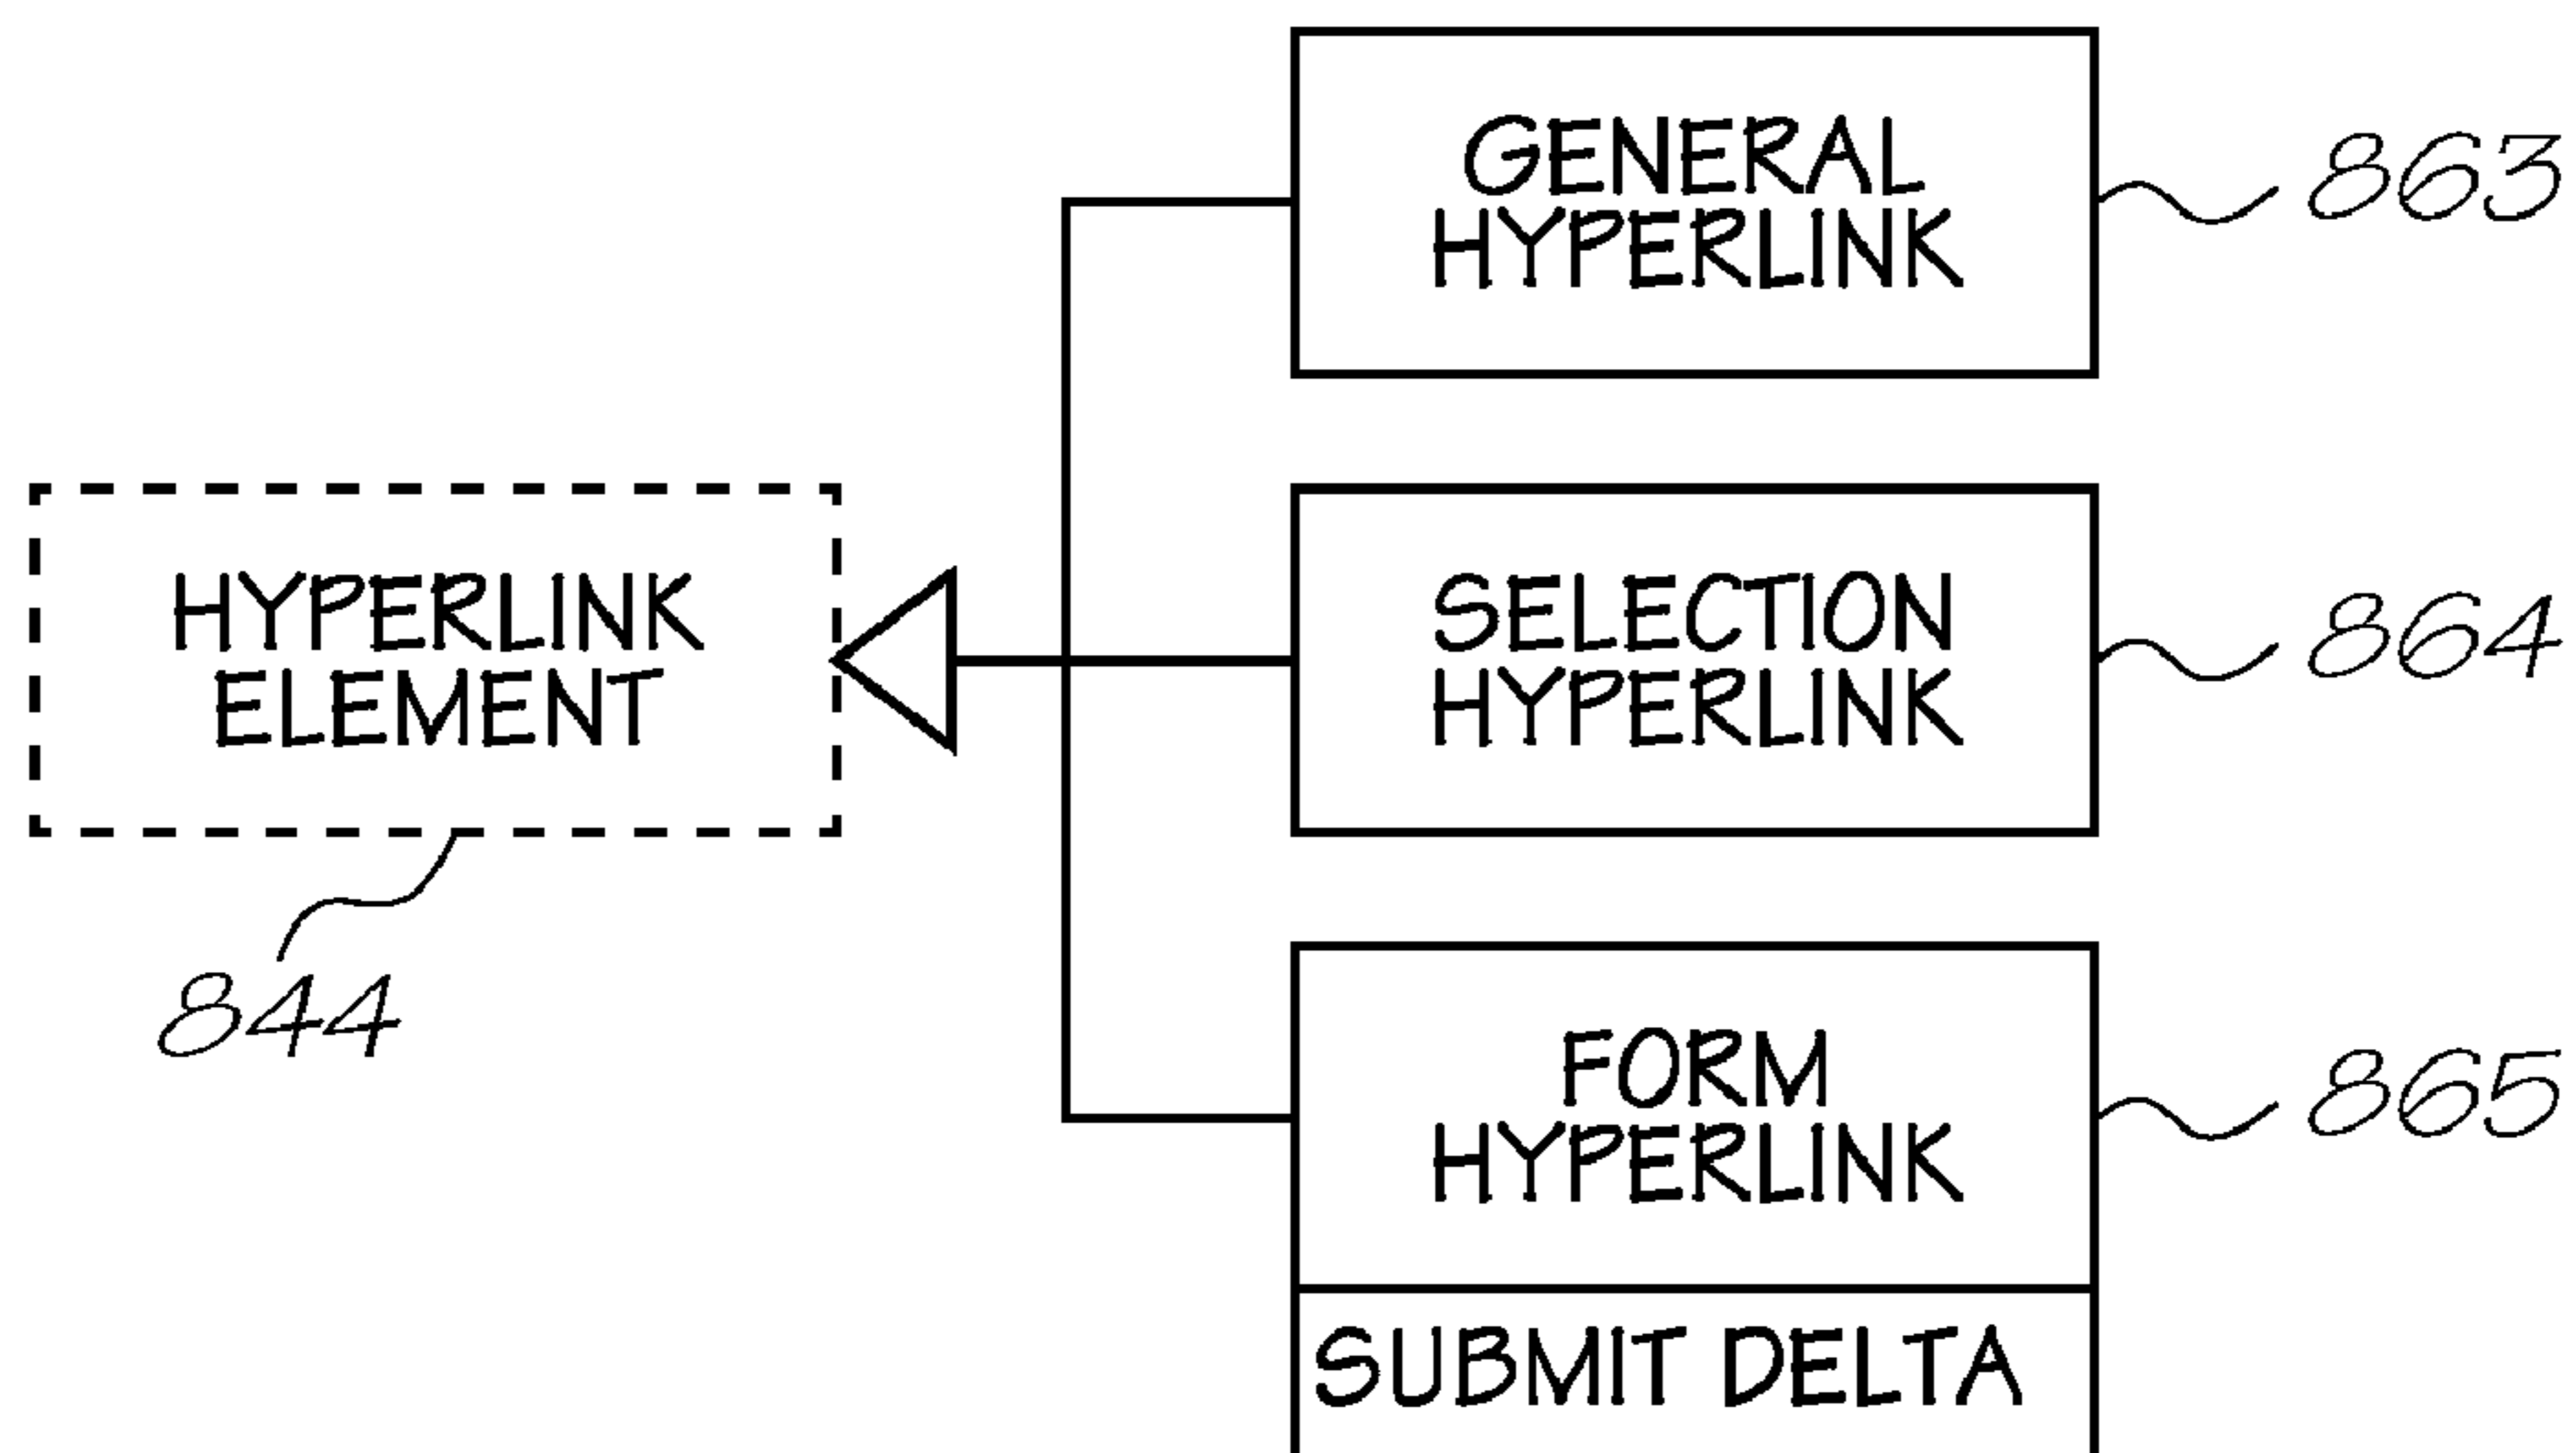 GENERAL
HYPERLINK
863
HYPERLINK
ELEMENT
844
SELECTION
HYPERLINK
864
FORM
HYPERLINK
865
SUBMIT DELTA